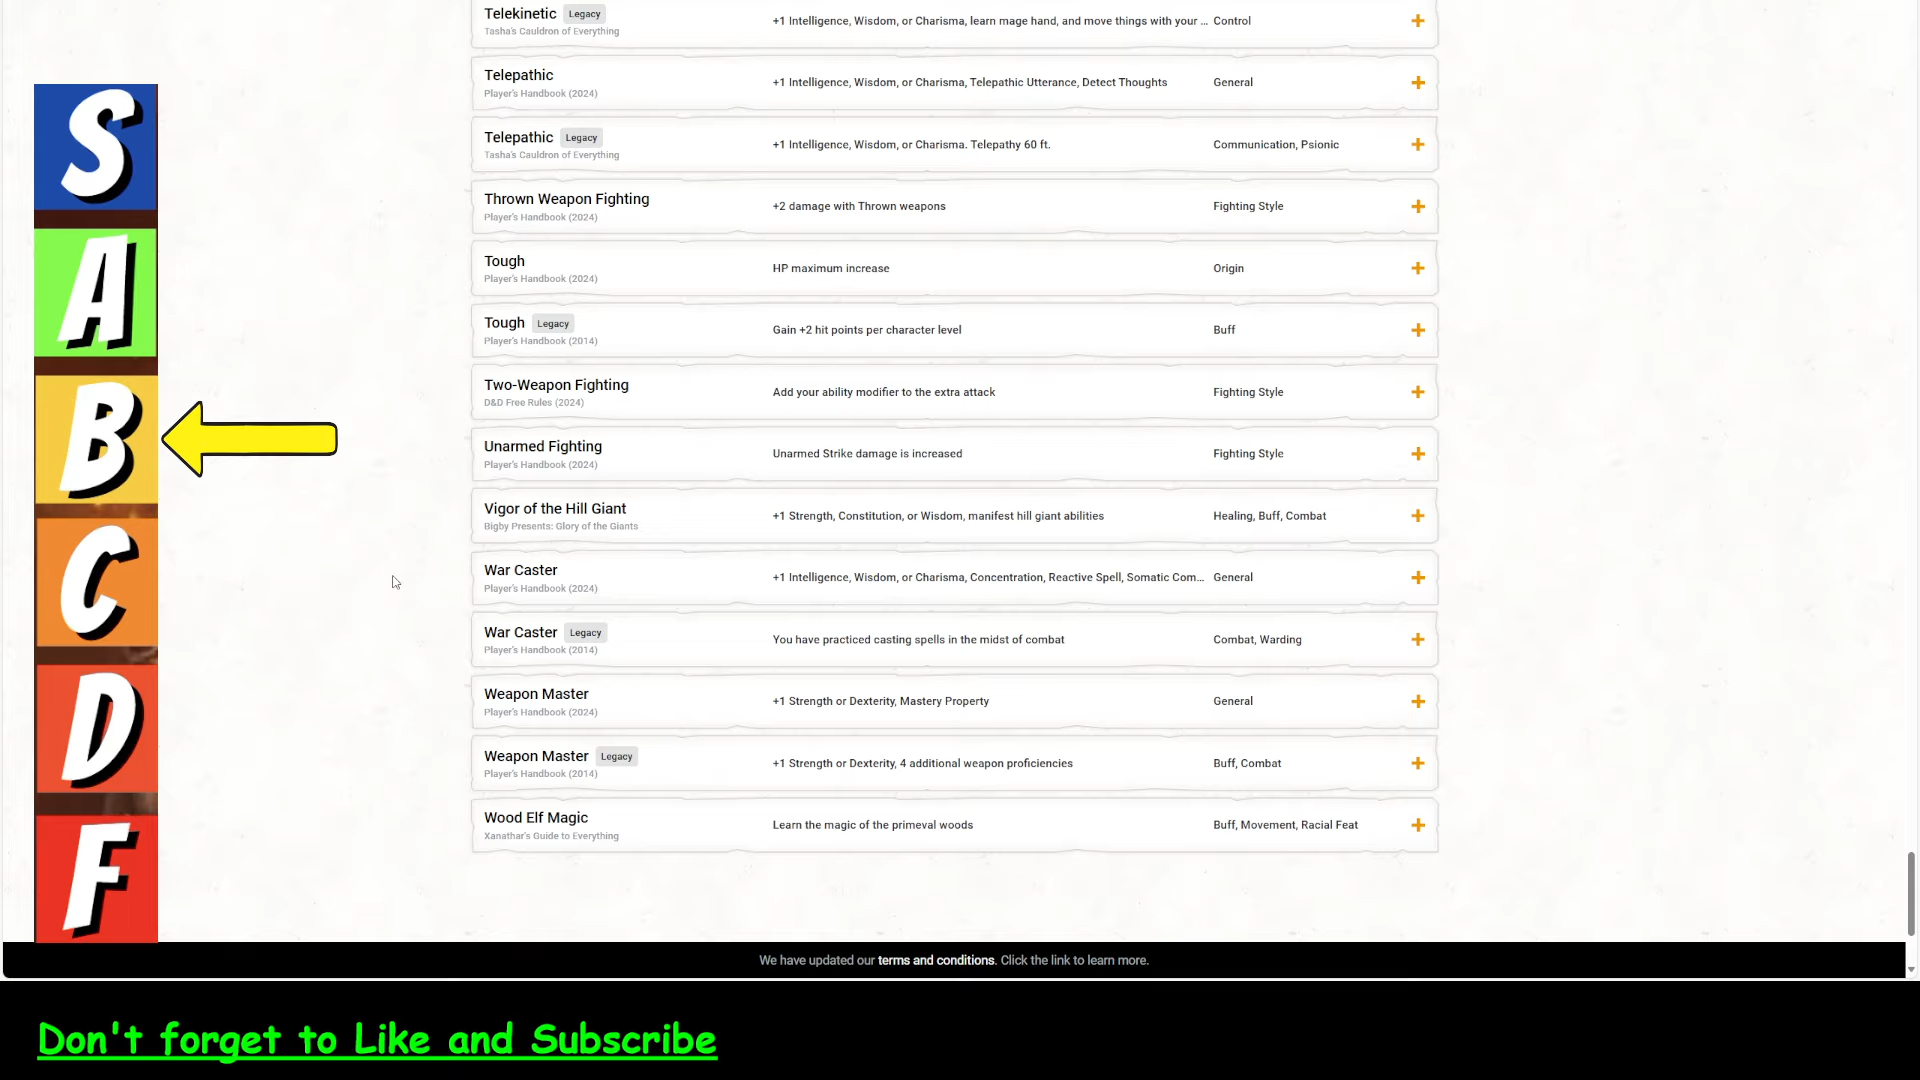 Telekinetic Legacy
Tasha's Cauldron of Everything
+1 Intelligence, Wisdom, or Charisma, learn mage hand, and move things with your ...
Control
Telepathic
Player's Handbook (2024)
+1 Intelligence, Wisdom, or Charisma, Telepathic Utterance, Detect Thoughts
General
Telepathic Legacy
Tasha's Cauldron of Everything
+1 Intelligence, Wisdom, or Charisma. Telepathy 60 ft.
Communication, Psionic
Thrown Weapon Fighting
Player's Handbook (2024)
+2 damage with Thrown weapons
Fighting Style
Tough
Player's Handbook (2024)
HP maximum increase
Origin
Tough Legacy
Player's Handbook (2014)
Gain +2 hit points per character level
Buff
Two-Weapon Fighting
D&D Free Rules (2024)
Add your ability modifier to the extra attack
Fighting Style
Unarmed Fighting
Player's Handbook (2024)
Unarmed Strike damage is increased
Fighting Style
Vigor of the Hill Giant
Bigby Presents: Glory of the Giants
+1 Strength, Constitution, or Wisdom, manifest hill giant abilities
Healing, Buff, Combat
War Caster
Player's Handbook (2024)
+1 Intelligence, Wisdom, or Charisma, Concentration, Reactive Spell, Somatic Com...
General
War Caster Legacy
Player's Handbook (2014)
You have practiced casting spells in the midst of combat
Combat, Warding
Weapon Master
Player's Handbook (2024)
+1 Strength or Dexterity, Mastery Property
General
Weapon Master Legacy
Player's Handbook (2014)
+1 Strength or Dexterity, 4 additional weapon proficiencies
Buff, Combat
Wood Elf Magic
Xanathar's Guide to Everything
Learn the magic of the primeval woods
Buff, Movement, Racial Feat
S
A
B
C
D
F
We have updated our terms and conditions. Click the link to learn more.
Don't forget to Like and Subscribe